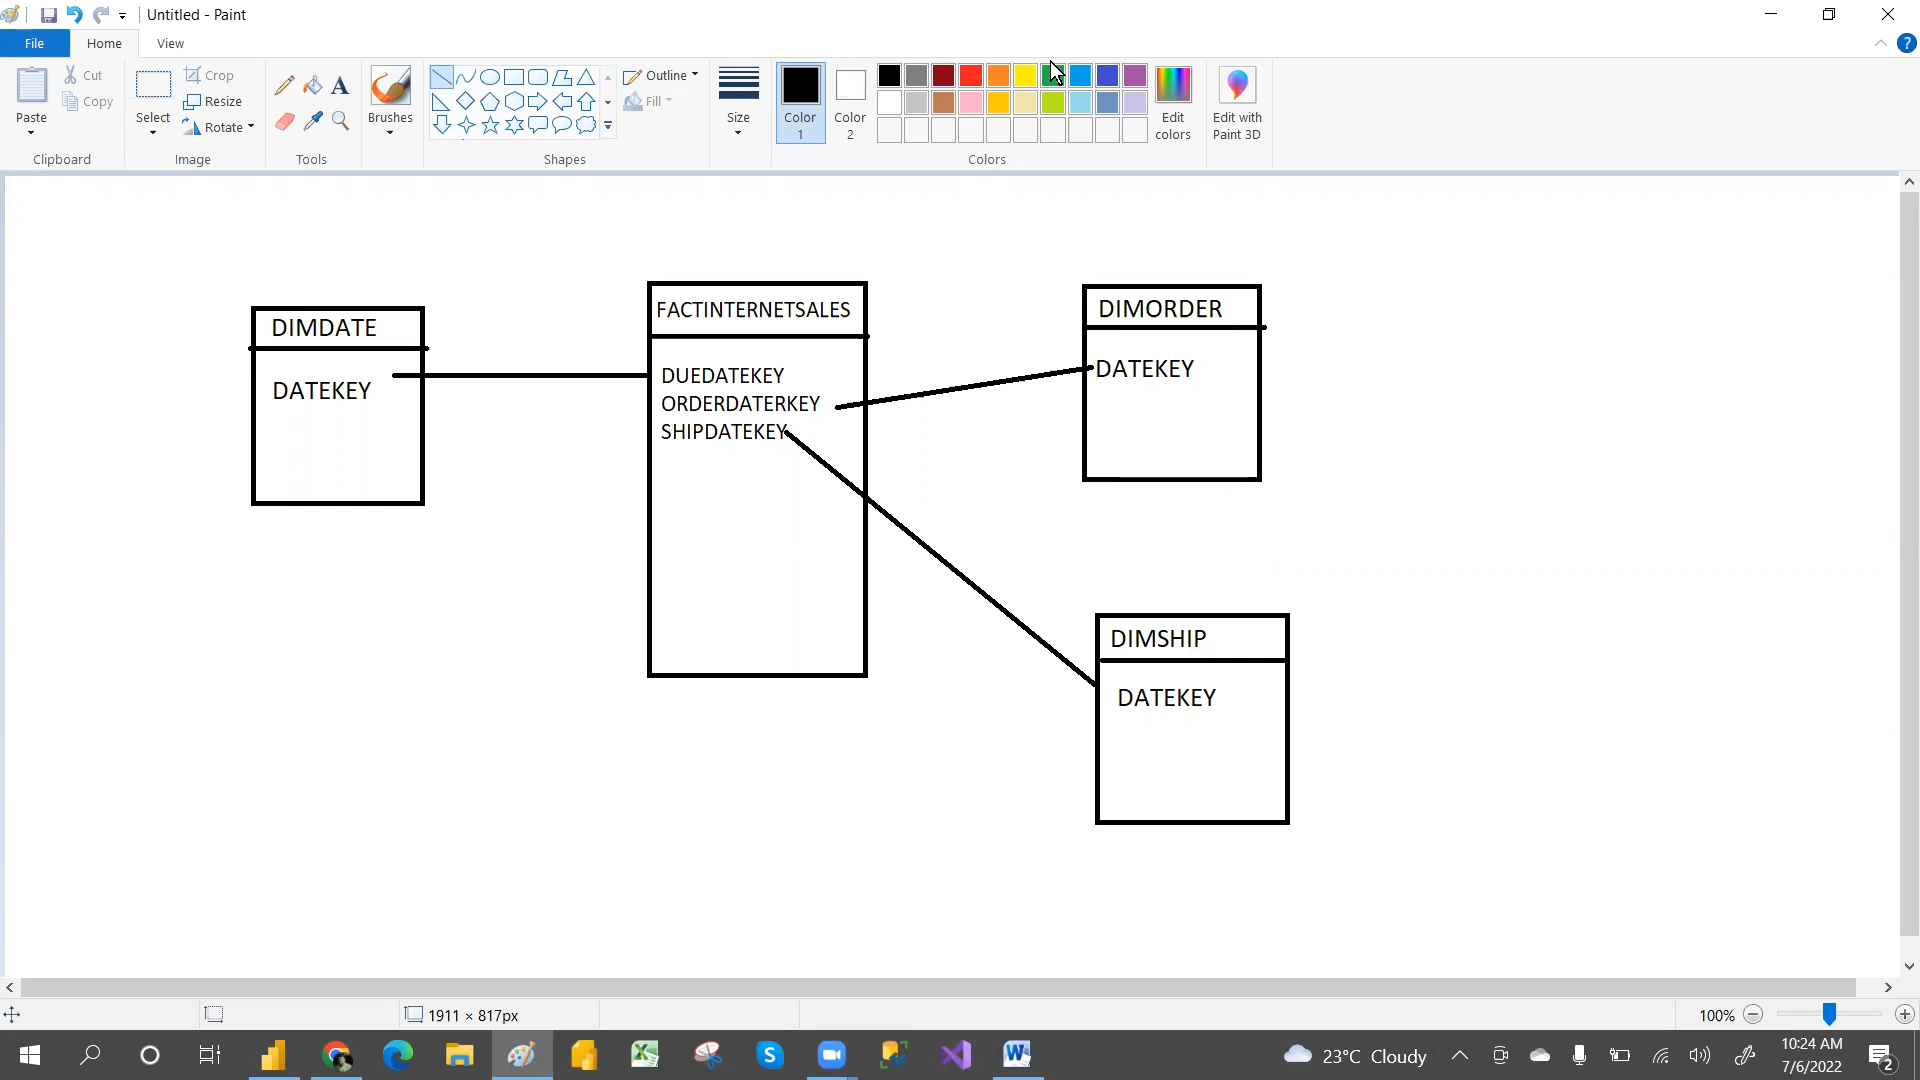 Untitled - Paint
File
Home
View
Paste
Cut
Copy
Clipboard
Select
Crop
Resize
Rotate
Image
A
Tools
Brushes
Shapes
Outline
Fill
Size
Color
1
Color
2
Colors
Edit
colors
Edit with
Paint 3D
?
DIMDATE
DATEKEY
FACTINTERNETSALES
DUEDATEKEY
ORDERDATERKEY
SHIPDATEKEY
DIMORDER
DATEKEY
DIMSHIP
DATEKEY
1911 × 817px
100%
23°C Cloudy
10:24 AM
7/6/2022
2